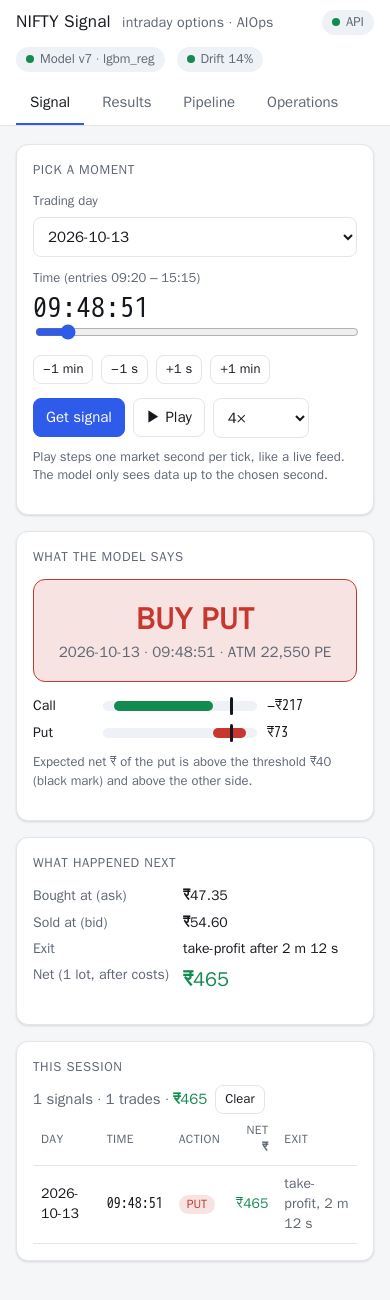 NIFTY Signal intraday options · AIOps API
Model v7 · lgbm_reg Drift 14%
Signal Results Pipeline Operations
PICK A MOMENT
Trading day
2026-10-13
Time (entries 09:20 – 15:15)
09:48:51
−1 min −1 s +1 s +1 min
Get signal ▶ Play 4×
Play steps one market second per tick, like a live feed.
The model only sees data up to the chosen second.
WHAT THE MODEL SAYS
BUY PUT
2026-10-13 · 09:48:51 · ATM 22,550 PE
Call −₹217
Put ₹73
Expected net ₹ of the put is above the threshold ₹40
(black mark) and above the other side.
WHAT HAPPENED NEXT
Bought at (ask) ₹47.35
Sold at (bid) ₹54.60
Exit take-profit after 2 m 12 s
Net (1 lot, after costs) ₹465
THIS SESSION
1 signals · 1 trades · ₹465 Clear
DAY TIME ACTION NET ₹ EXIT
2026-10-13 09:48:51 PUT ₹465 take-profit, 2 m 12 s